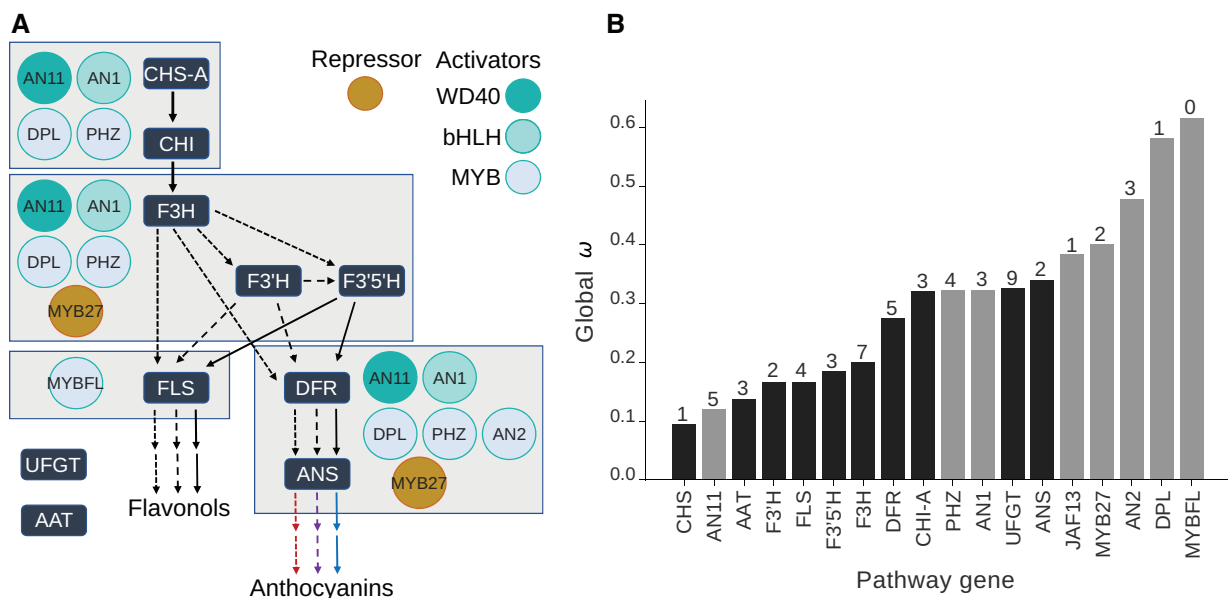 A
AN11
AN1
CHS-A
DPL
PHZ
CHI
Repressor
Activators
WD40
bHLH
MYB
AN11
AN1
F3H
DPL
PHZ
MYB27
F3'H
F3'5'H
MYBFL
FLS
DFR
AN11
AN1
DPL
PHZ
AN2
ANS
MYB27
UFGT
AAT
Flavonols
Anthocyanins
B
Global ω
0.6
0.5
0.4
0.3
0.2
0.1
0.0
1
5
3
2
4
3
7
5
3
4
3
9
2
1
2
3
1
0
CHS
AN11
AAT
F3'H
FLS
F3'5'H
F3H
DFR
CHI-A
PHZ
AN1
UFGT
ANS
JAF13
MYB27
AN2
DPL
MYBFL
Pathway gene